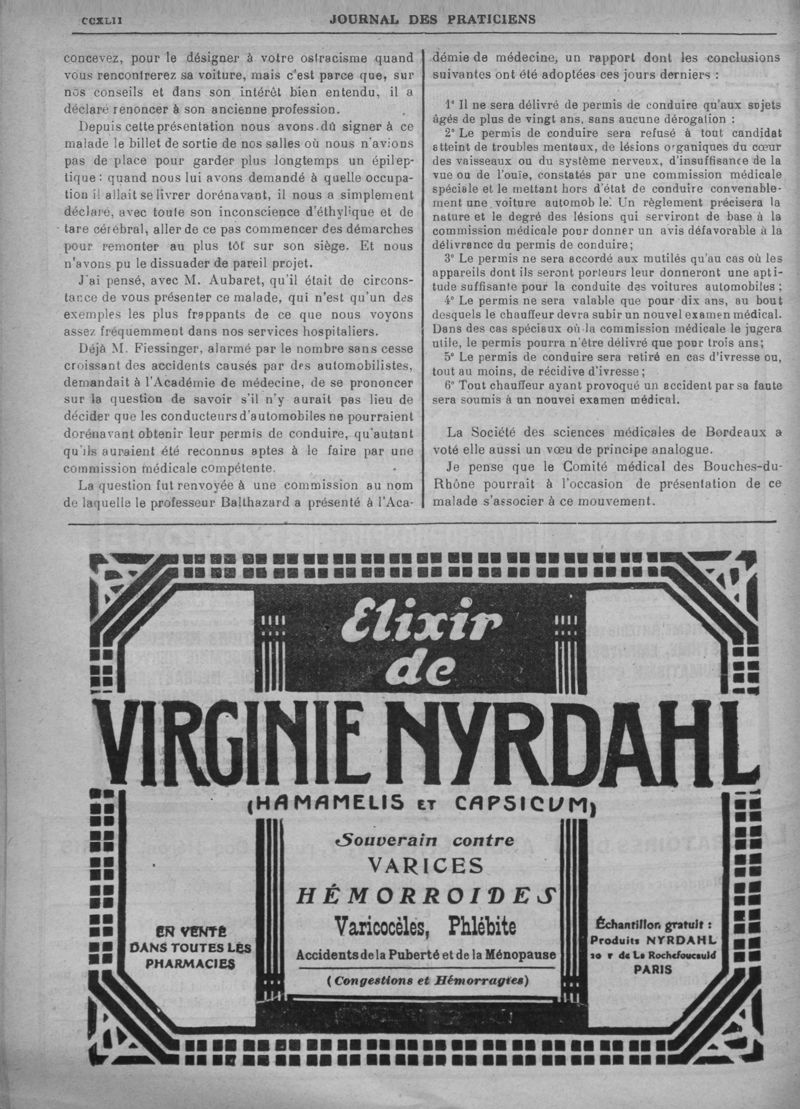 CCXLII
JOURNAL DES PRATICIENS
concevez, pour le désigner à votre ostracisme quand
vous rencontrerez sa voiture, mais c'est parce que, sur
nos conseils et dans son intérêt bien entendu, il a
déclaré renoncer à son ancienne profession.
Depuis cette présentation nous avons dû signer à ce
malade le billet de sortie de nos salles où nous n'avions
pas de place pour garder plus longtemps un épilep-
tique : quand nous lui avons demandé à quelle occupa-
tion il allait se livrer dorénavant, il nous a simplement
déclaré, avec toute son inconscience d'éthylique et de
tare cérébral, aller de ce pas commencer des démarches
pour remonter au plus tôt sur son siège. Et nous
n'avons pu le dissuader de pareil projet.
J'ai pensé, avec M. Aubaret, qu'il était de circons-
tance de vous présenter ce malade, qui n'est qu'un des
exemples les plus frappants de ce que nous voyons
assez fréquemment dans nos services hospitaliers.
Déjà M. Fiessinger, alarmé par le nombre sans cesse
croissant des accidents causés par des automobilistes,
demandait à l'Académie de médecine, de se prononcer
sur la question de savoir s'il n'y aurait pas lieu de
décider que les conducteurs d'automobiles ne pourraient
dorénavant obtenir leur permis de conduire, qu'autant
qu'ils auraient été reconnus aptes à le faire par une
commission médicale compétente.
La question fut renvoyée à une commission au nom
de laquelle le professeur Balthazard a présenté à l'Aca-
démie de médecine, un rapport dont les conclusions
suivantes ont été adoptées ces jours derniers :
1° Il ne sera délivré de permis de conduire qu'aux sujets
âgés de plus de vingt ans, sans aucune dérogation :
2° Le permis de conduire sera refusé à tout candidat
atteint de troubles mentaux, de lésions organiques du cœur
des vaisseaux ou du système nerveux, d'insuffisance de la
vue ou de l'ouïe, constatés par une commission médicale
spéciale et le mettant hors d'état de conduire convenable-
ment une voiture automob le. Un règlement précisera la
nature et le degré des lésions qui serviront de base à la
commission médicale pour donner un avis défavorable à la
délivrance du permis de conduire ;
3° Le permis ne sera accordé aux mutilés qu'au cas où les
appareils dont ils seront porteurs leur donneront une apti-
tude suffisante pour la conduite des voitures automobiles ;
4° Le permis ne sera valable que pour dix ans, au bout
desquels le chauffeur devra subir un nouvel examen médical.
Dans des cas spéciaux où la commission médicale le jugera
utile, le permis pourra n'être délivré que pour trois ans ;
5° Le permis de conduire sera retiré en cas d'ivresse ou,
tout au moins, de récidive d'ivresse ;
6° Tout chauffeur ayant provoqué un accident par sa faute
sera soumis à un nouvel examen médical.
La Société des sciences médicales de Bordeaux a
voté elle aussi un vœu de principe analogue.
Je pense que le Comité médical des Bouches-du-
Rhône pourrait à l'occasion de présentation de ce
malade s'associer à ce mouvement.
Elixir
de
VIRGINIE NYRDAHL
(HAMAMELIS ET CAPSICUM)
Souverain contre
VARICES
HÉMORROIDES
Varicocèles, Phlébite
Accidents de la Puberté et de la Ménopause
(Congestions et Hémorragies)
EN VENTE
DANS TOUTES LES
PHARMACIES
Échantillon gratuit :
Produits NYRDAHL
20 r de La Rochefoucauld
PARIS